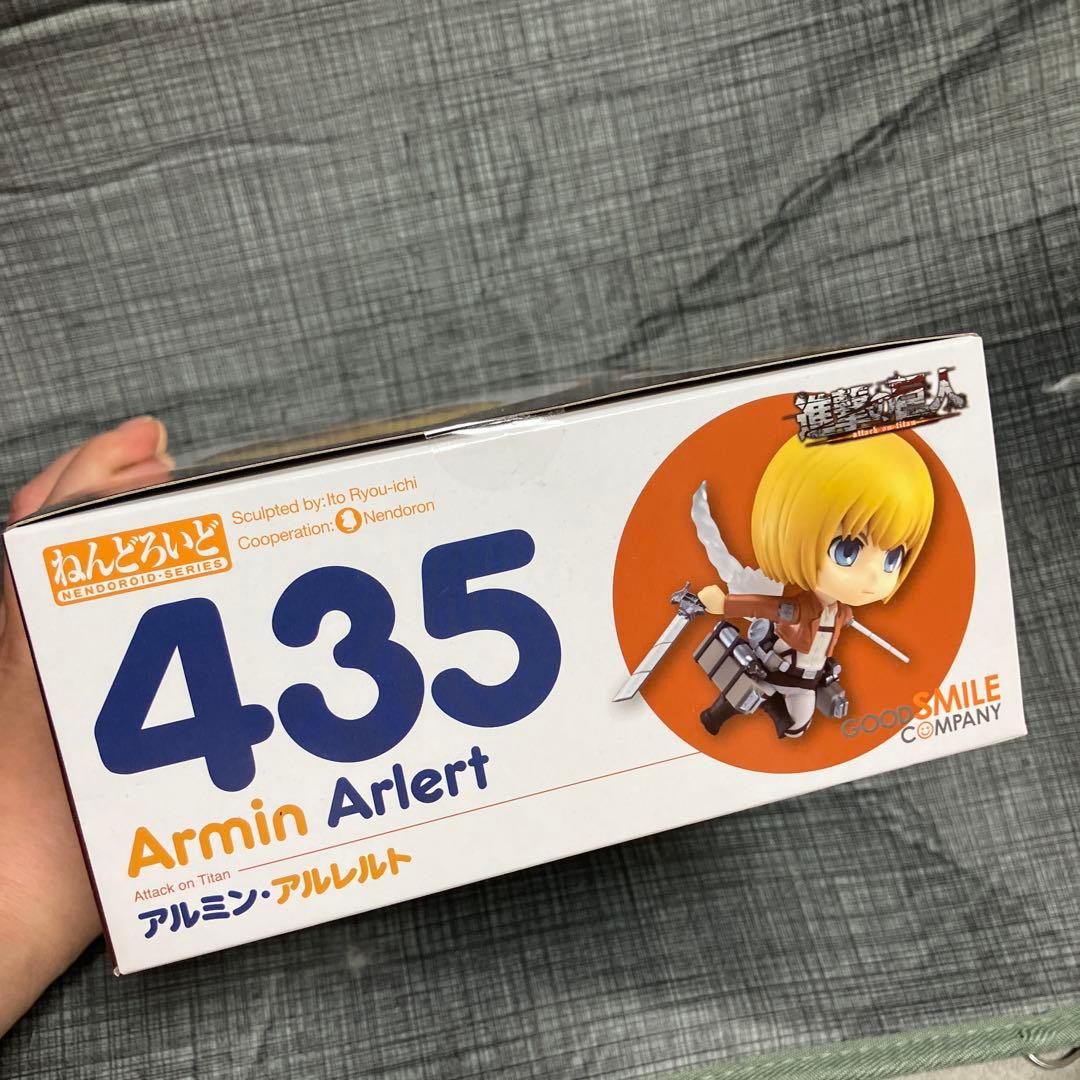 進撃の巨人
attack on titan
Sculpted by: Ito Ryou-ichi
Cooperation: Nendoron
ねんどろいど
NENDOROID·SERIES
435
Armin Arlert
Attack on Titan
アルミン・アルレルト
GOOD SMILE
COMPANY